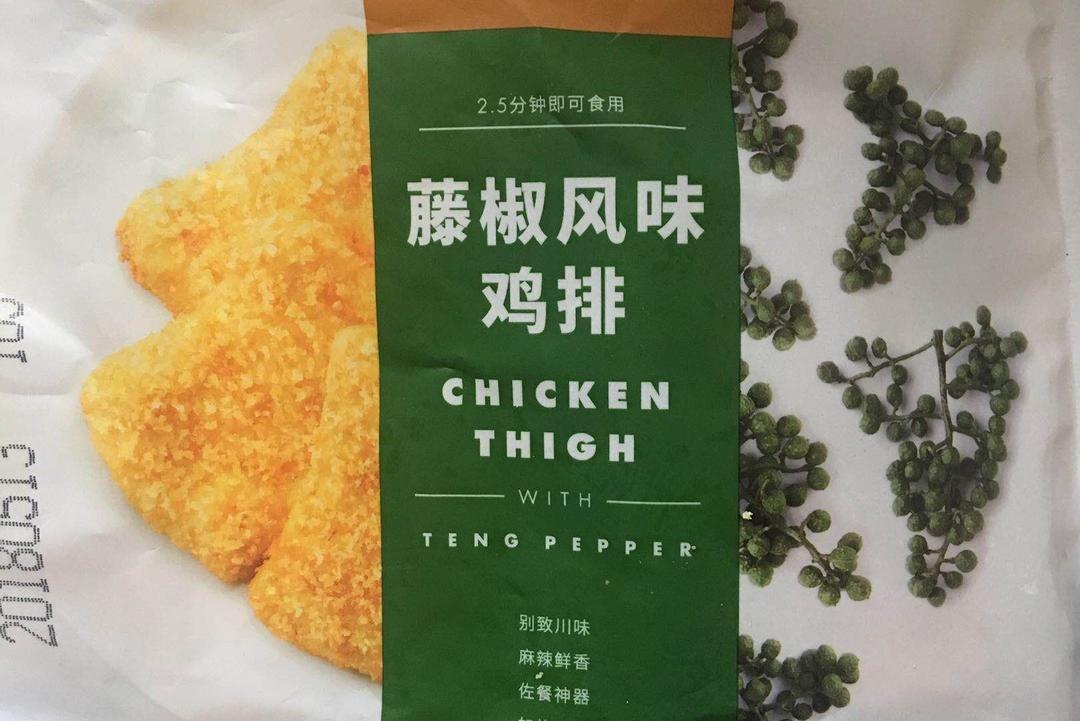 2.5分钟即可食用
藤椒风味
鸡排
CHICKEN
THIGH
WITH
TENG PEPPER
别致川味
麻辣鲜香
佐餐神器
20180513